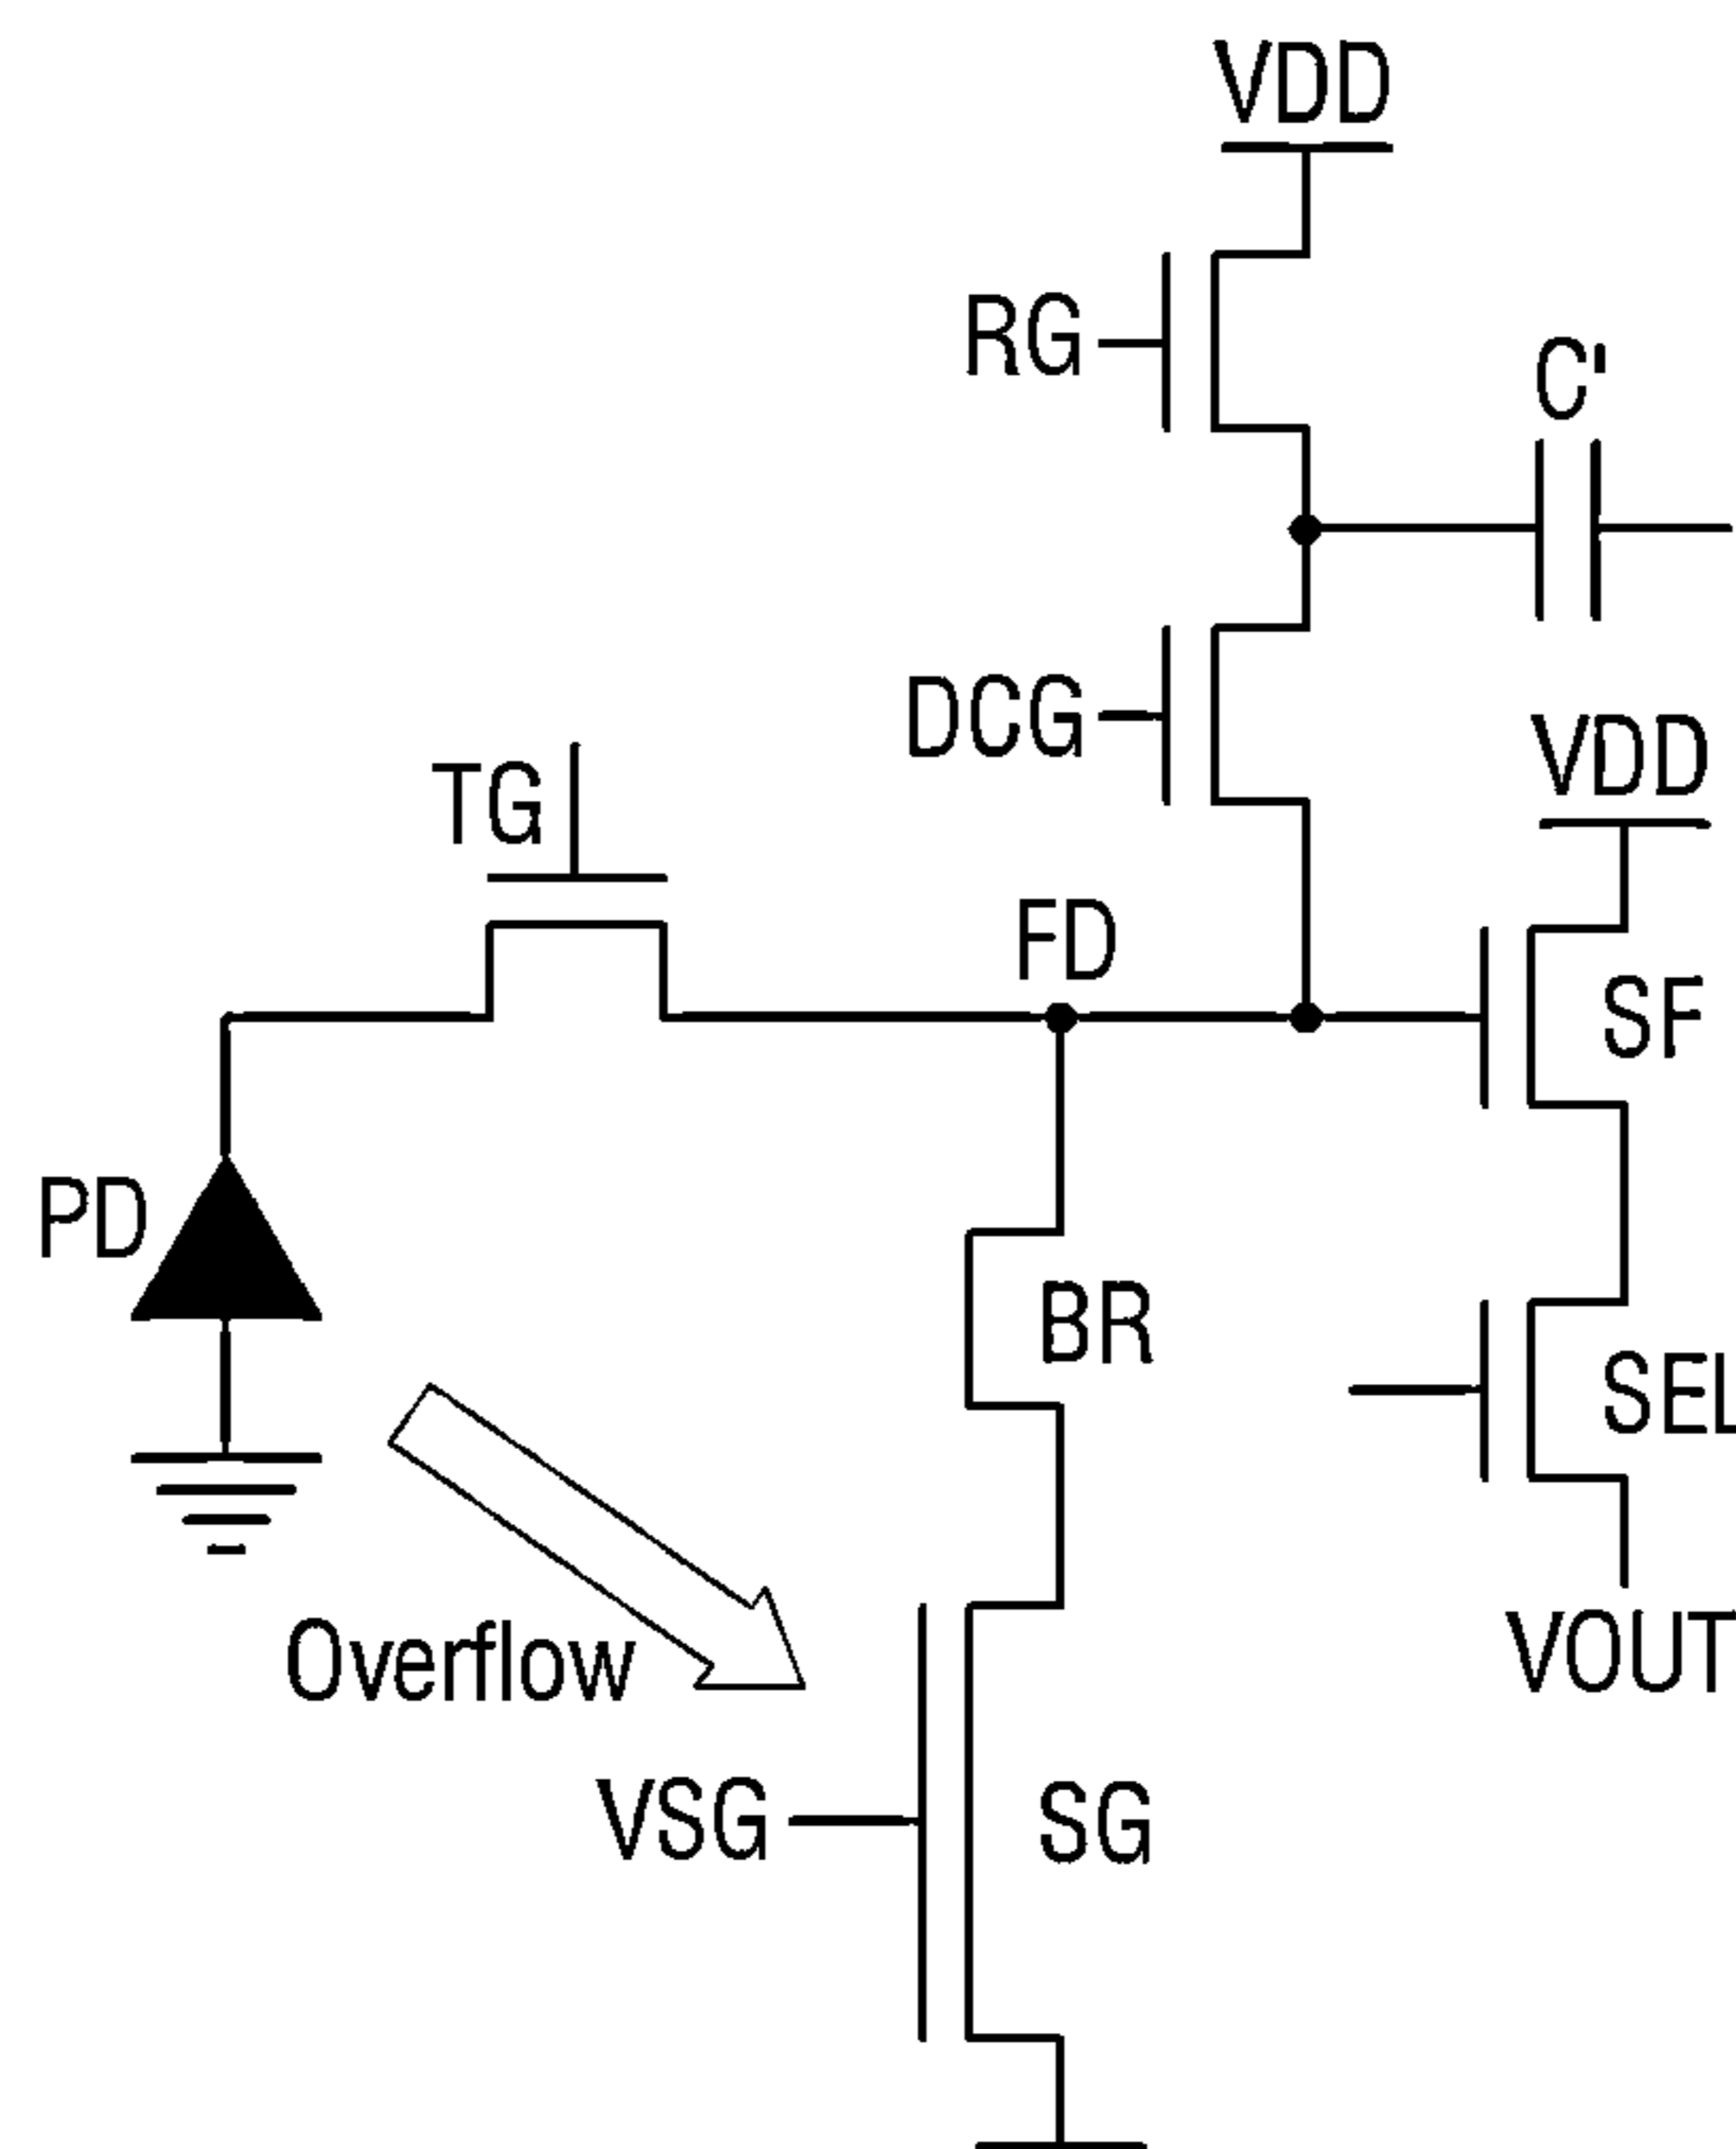 VDD
RG
C'
DCG
VDD
TG
FD
SF
PD
BR
SEL
Overflow
VOUT
VSG
SG